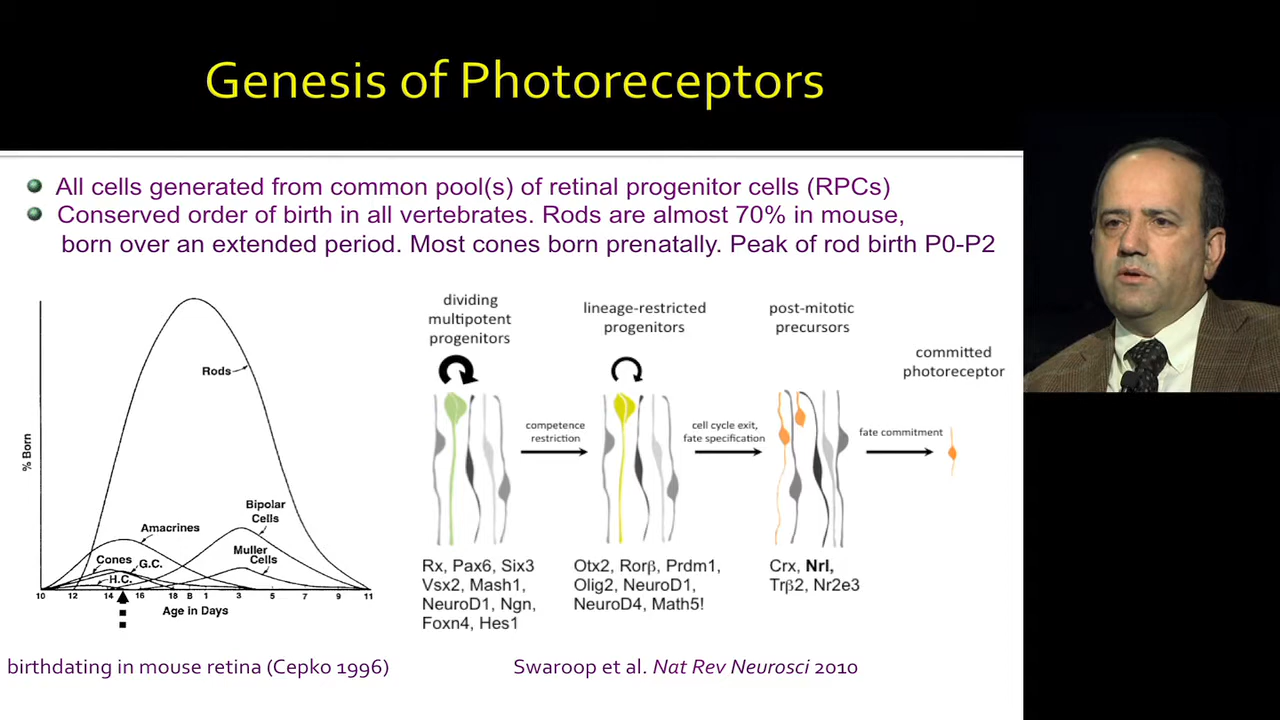 Genesis of Photoreceptors
All cells generated from common pool(s) of retinal progenitor cells (RPCs)
Conserved order of birth in all vertebrates. Rods are almost 70% in mouse,
born over an extended period. Most cones born prenatally. Peak of rod birth P0-P2
% Born
Rods
Bipolar
Cells
Amacrines
Muller
Cells
Cones
G.C.
H.C.
10 12 14 16 18 B 1 3 5 7 9 11
Age in Days
birthdating in mouse retina (Cepko 1996)
dividing
multipotent
progenitors
competence
restriction
Rx, Pax6, Six3
Vsx2, Mash1,
NeuroD1, Ngn,
Foxn4, Hes1
lineage-restricted
progenitors
cell cycle exit,
fate specification
Otx2, Rorβ, Prdm1,
Olig2, NeuroD1,
NeuroD4, Math5!
post-mitotic
precursors
fate commitment
Crx, Nrl,
Trβ2, Nr2e3
committed
photoreceptor
Swaroop et al. Nat Rev Neurosci 2010